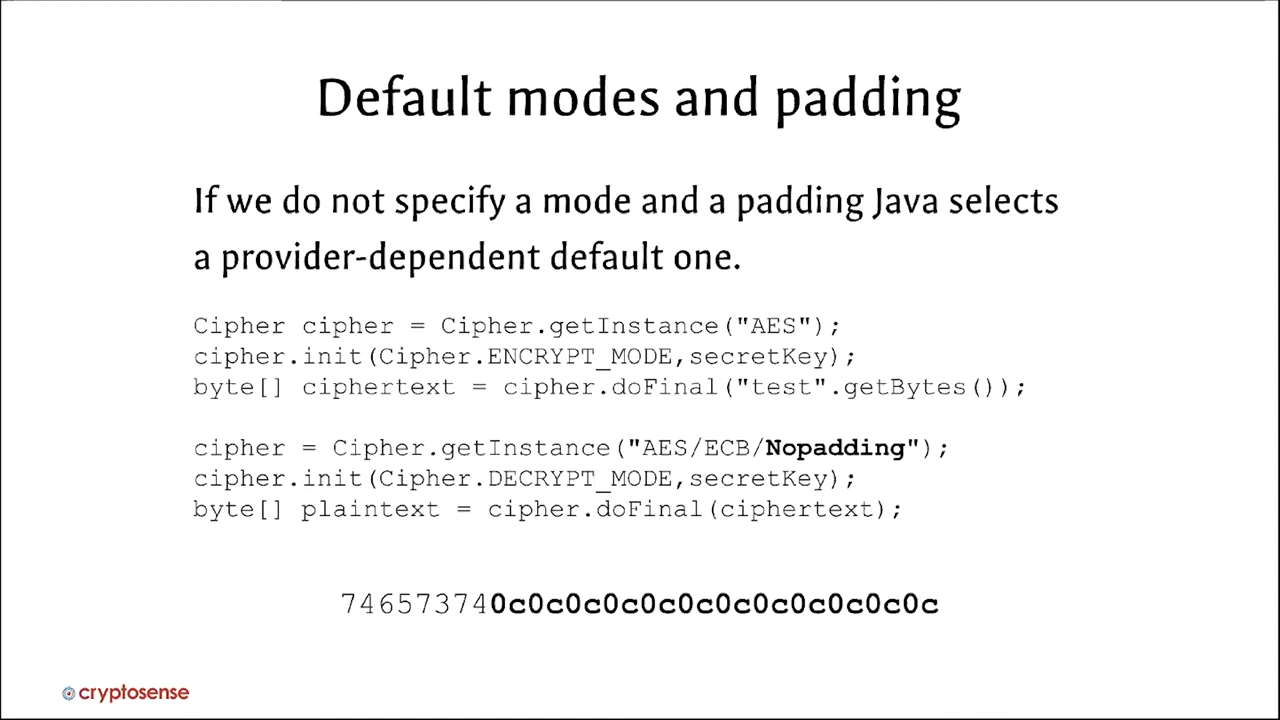 Default modes and padding
If we do not specify a mode and a padding Java selects
a provider-dependent default one.
Cipher cipher = Cipher.getInstance("AES");
cipher.init(Cipher.ENCRYPT_MODE,secretKey);
byte[] ciphertext = cipher.doFinal("test".getBytes());
cipher = Cipher.getInstance("AES/ECB/Nopadding");
cipher.init(Cipher.DECRYPT_MODE,secretKey);
byte[] plaintext = cipher.doFinal(ciphertext);
746573740c0c0c0c0c0c0c0c0c0c0c0c
cryptosense